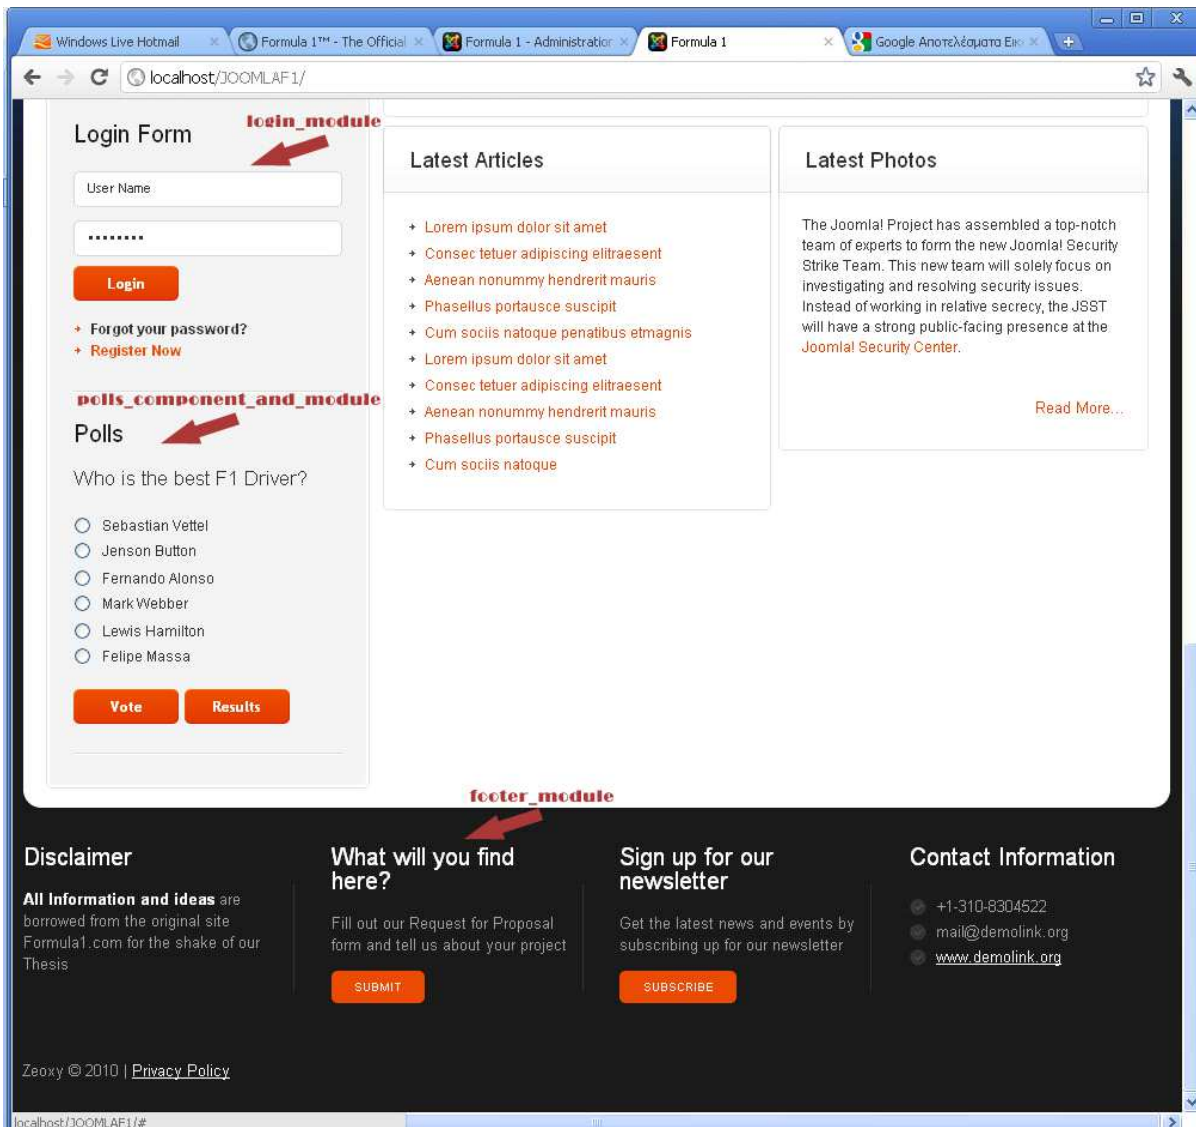 Windows Live Hotmail
Formula 1™ - The Official
Formula 1 - Administration
Formula 1
Google Αποτελέσματα Εικ
localhost/JOOMLAF1/
Login Form
login_module
User Name
Login
Forgot your password?
Register Now
polls_component_and_module
Polls
Who is the best F1 Driver?
Sebastian Vettel
Jenson Button
Fernando Alonso
Mark Webber
Lewis Hamilton
Felipe Massa
Vote
Results
Latest Articles
Lorem ipsum dolor sit amet
Consec tetuer adipiscing elitraesent
Aenean nonummy hendrerit mauris
Phasellus portausce suscipit
Cum sociis natoque penatibus etmagnis
Lorem ipsum dolor sit amet
Consec tetuer adipiscing elitraesent
Aenean nonummy hendrerit mauris
Phasellus portausce suscipit
Cum sociis natoque
Latest Photos
The Joomla! Project has assembled a top-notch
team of experts to form the new Joomla! Security
Strike Team. This new team will solely focus on
investigating and resolving security issues.
Instead of working in relative secrecy, the JSST
will have a strong public-facing presence at the
Joomla! Security Center.
Read More...
footer_module
Disclaimer
All Information and ideas are
borrowed from the original site
Formula1.com for the shake of our
Thesis
What will you find
here?
Fill out our Request for Proposal
form and tell us about your project
SUBMIT
Sign up for our
newsletter
Get the latest news and events by
subscribing up for our newsletter
SUBSCRIBE
Contact Information
+1-310-8304522
mail@demolink.org
www.demolink.org
Zeoxy © 2010 | Privacy Policy
localhost/JOOMLAF1/#